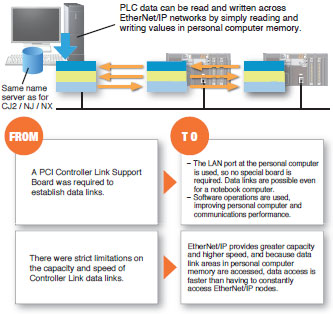 PLC data can be read and written across
EtherNet/IP networks by simply reading and
writing values in personal computer memory.
Same name
server as for
CJ2 / NJ / NX
FROM
TO
A PCI Controller Link Support
Board was required to
establish data links.
– The LAN port at the personal computer
is used, so no special board is
required. Data links are possible even
for a notebook computer.
– Software operations are used,
improving personal computer and
communications performance.
There were strict limitations on
the capacity and speed of
Controller Link data links.
EtherNet/IP provides greater capacity
and higher speed, and because data
link areas in personal computer
memory are accessed, data access is
faster than having to constantly
access EtherNet/IP nodes.